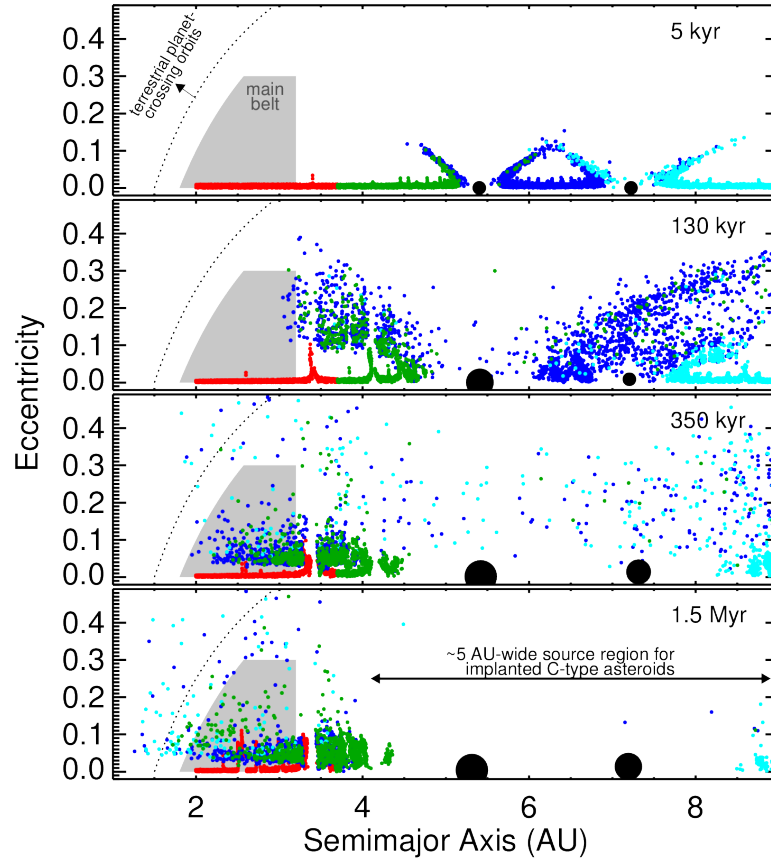 0.5
0.4
0.3
0.2
0.1
0.0
terrestrial planet-
crossing orbits
main
belt
5 kyr
0.4
0.3
0.2
0.1
0.0
130 kyr
0.4
0.3
0.2
0.1
0.0
350 kyr
0.4
0.3
0.2
0.1
0.0
1.5 Myr
~5 AU-wide source region for
implanted C-type asteroids
Eccentricity
2 4 6 8
Semimajor Axis (AU)